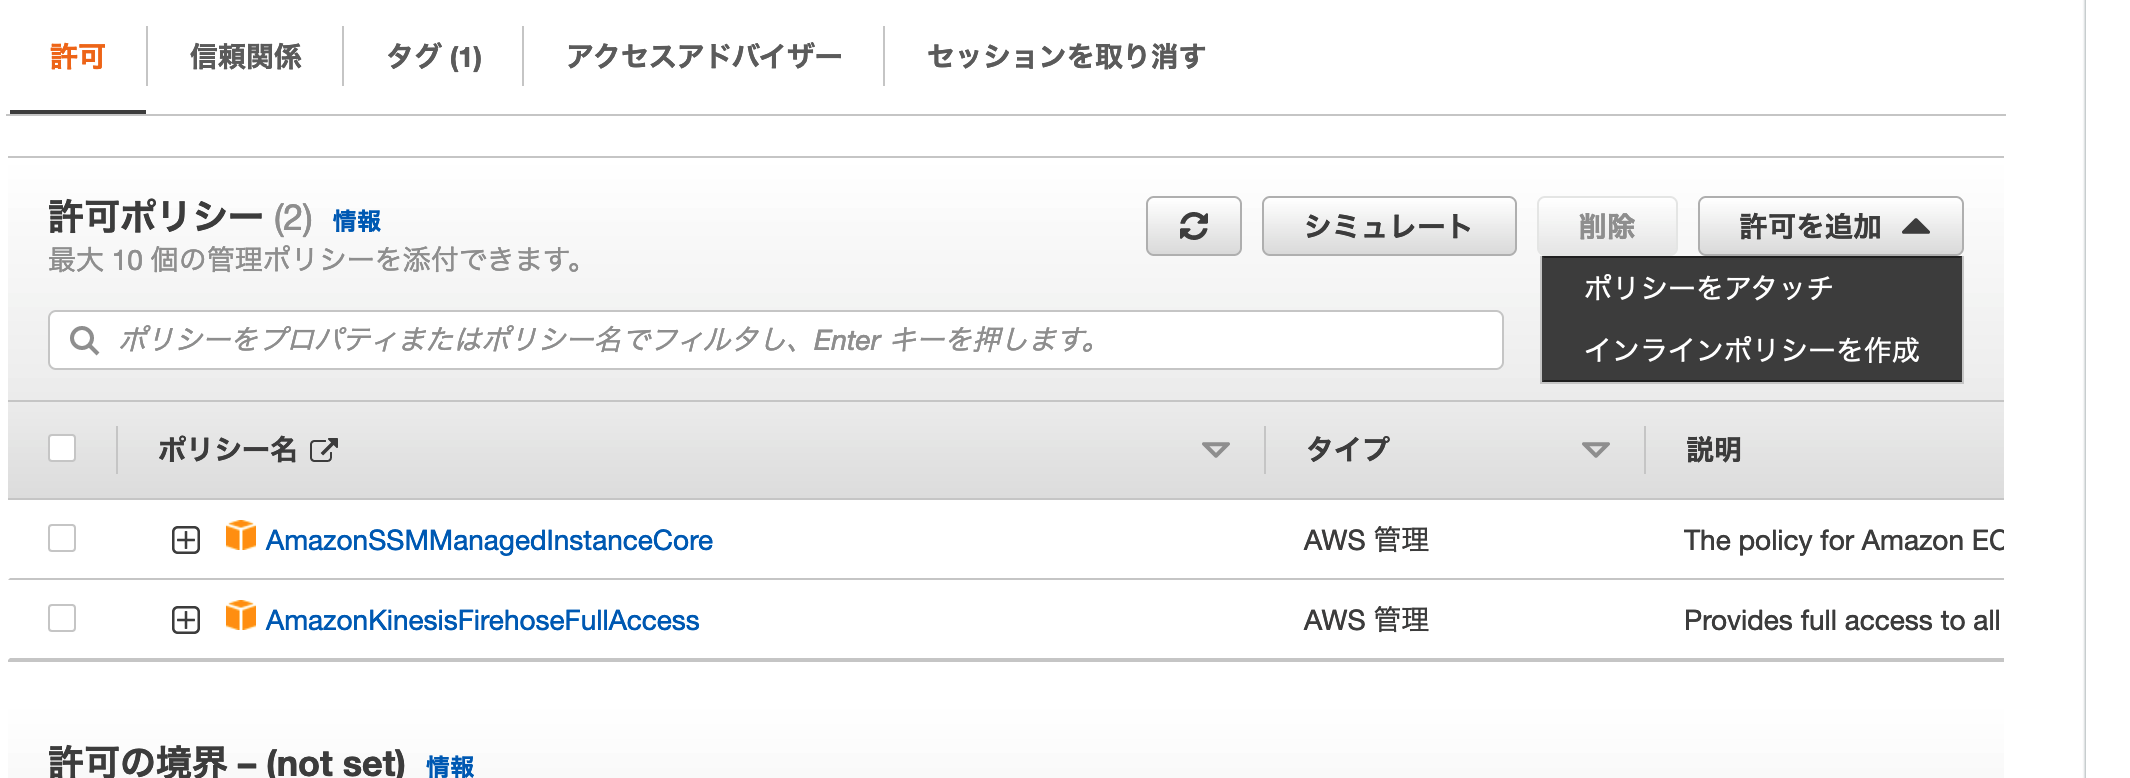 許可
信頼関係
タグ (1)
アクセスアドバイザー
セッションを取り消す
許可ポリシー (2) 情報
最大 10 個の管理ポリシーを添付できます。
シミュレート
削除
許可を追加
ポリシーをアタッチ
インラインポリシーを作成
ポリシーをプロパティまたはポリシー名でフィルタし、Enter キーを押します。
ポリシー名
タイプ
説明
AmazonSSMManagedInstanceCore
AWS 管理
The policy for Amazon EC
AmazonKinesisFirehoseFullAccess
AWS 管理
Provides full access to all
許可の境界 – (not set) 情報